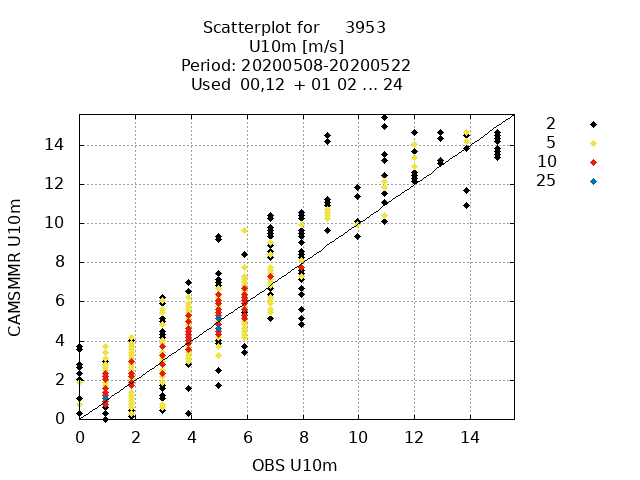 Scatterplot for 3953
U10m [m/s]
Period: 20200508-20200522
Used 00,12 + 01 02 ... 24
2
5
10
25
14
12
10
8
6
4
2
0
CAMSMMR U10m
0 2 4 6 8 10 12 14
OBS U10m